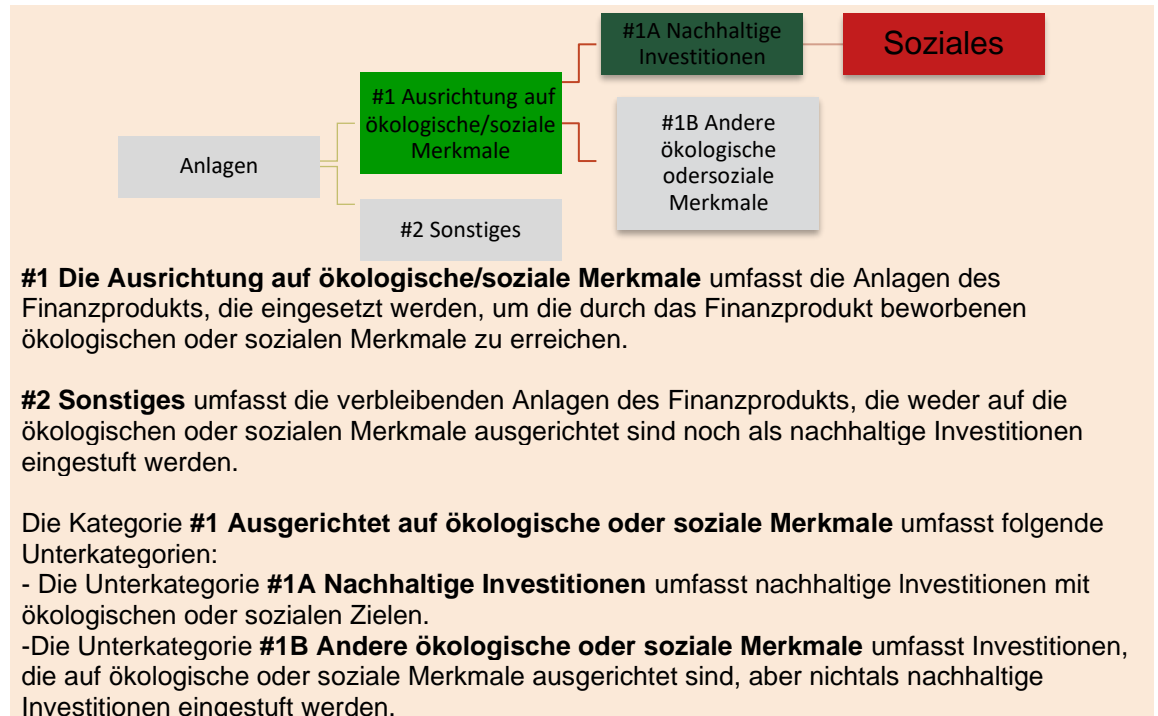 #1A Nachhaltige
Investitionen
Soziales
#1 Ausrichtung auf
ökologische/soziale
Merkmale
#1B Andere
ökologische
odersoziale
Merkmale
Anlagen
#2 Sonstiges
#1 Die Ausrichtung auf ökologische/soziale Merkmale umfasst die Anlagen des
Finanzprodukts, die eingesetzt werden, um die durch das Finanzprodukt beworbenen
ökologischen oder sozialen Merkmale zu erreichen.
#2 Sonstiges umfasst die verbleibenden Anlagen des Finanzprodukts, die weder auf die
ökologischen oder sozialen Merkmale ausgerichtet sind noch als nachhaltige Investitionen
eingestuft werden.
Die Kategorie #1 Ausgerichtet auf ökologische oder soziale Merkmale umfasst folgende
Unterkategorien:
- Die Unterkategorie #1A Nachhaltige Investitionen umfasst nachhaltige Investitionen mit
ökologischen oder sozialen Zielen.
-Die Unterkategorie #1B Andere ökologische oder soziale Merkmale umfasst Investitionen,
die auf ökologische oder soziale Merkmale ausgerichtet sind, aber nichtals nachhaltige
Investitionen eingestuft werden.